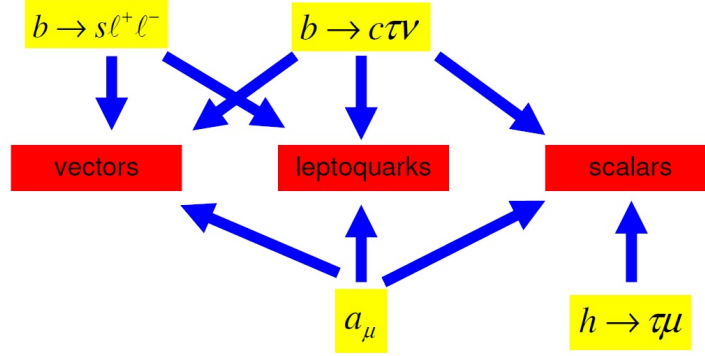 b → sℓ⁺ℓ⁻
b → cτν
vectors
leptoquarks
scalars
a_μ
h → τμ